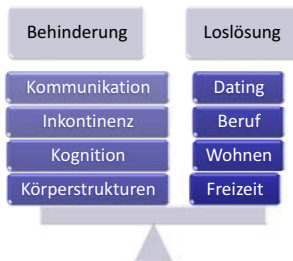 Behinderung
Kommunikation
Inkontinenz
Kognition
Körperstrukturen
Loslösung
Dating
Beruf
Wohnen
Freizeit